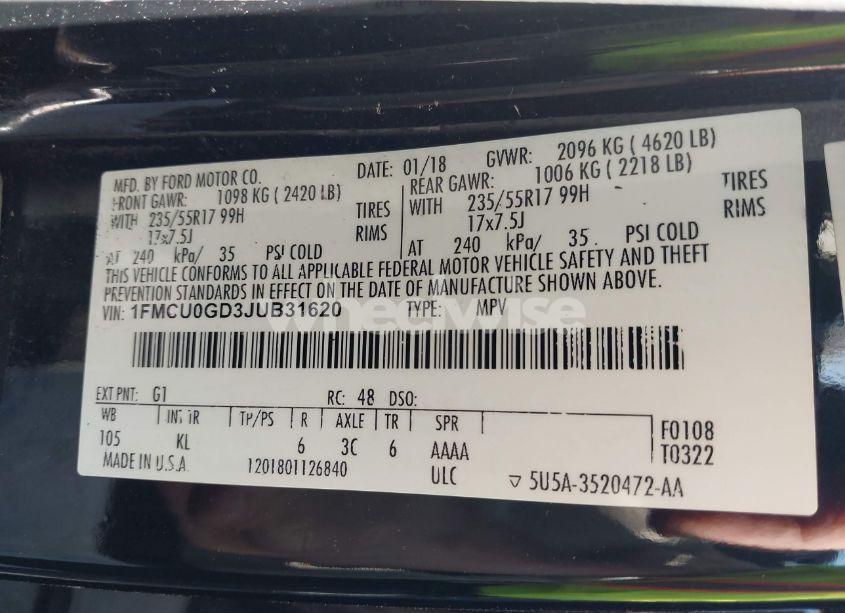 MFD. BY FORD MOTOR CO. DATE: 01/18 GVWR: 2096 KG ( 4620 LB)
FRONT GAWR: 1098 KG ( 2420 LB) REAR GAWR: 1006 KG ( 2218 LB)
WITH 235/55R17 99H TIRES WITH 235/55R17 99H TIRES
17x7.5J RIMS 17x7.5J RIMS
AT 240 kPa/ 35 PSI COLD AT 240 kPa/ 35 PSI COLD
THIS VEHICLE CONFORMS TO ALL APPLICABLE FEDERAL MOTOR VEHICLE SAFETY AND THEFT
PREVENTION STANDARDS IN EFFECT ON THE DATE OF MANUFACTURE SHOWN ABOVE.
VIN: 1FMCU0GD3JUB31620 TYPE: MPV
wheelwise
EXT PNT: G1 RC: 48 DSO:
WB INT TR TP/PS R AXLE TR SPR F0108
105 KL 6 3C 6 AAAA T0322
MADE IN U.S.A. 1201801126840 ULC 5U5A-3520472-AA